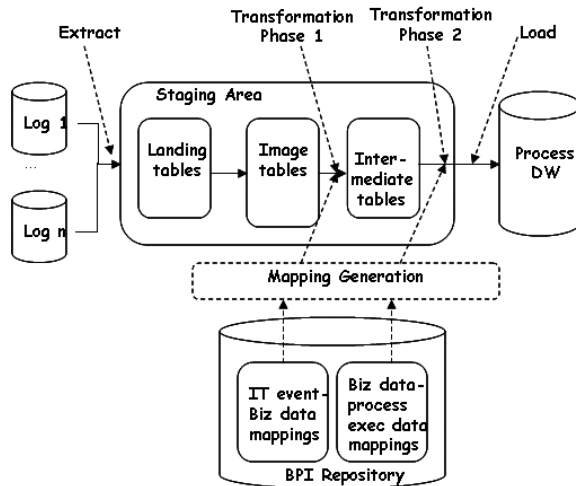 Extract
Transformation
Phase 1
Transformation
Phase 2
Load
Staging Area
Log 1
...
Log n
Landing
tables
Image
tables
Inter-
mediate
tables
Process
DW
Mapping Generation
IT event-
Biz data
mappings
Biz data-
process
exec data
mappings
BPI Repository